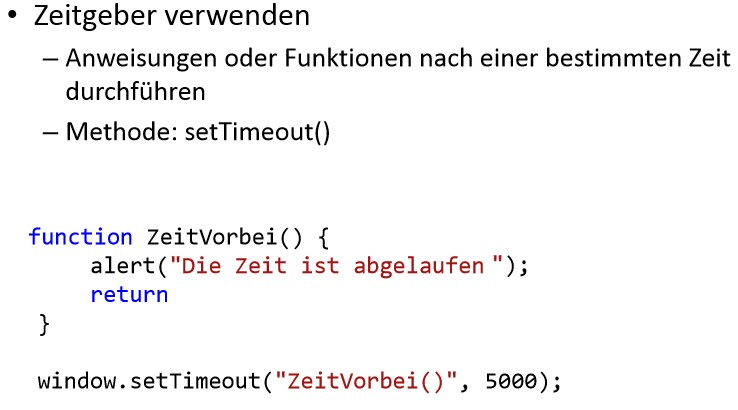 • Zeitgeber verwenden
– Anweisungen oder Funktionen nach einer bestimmten Zeit
durchführen
– Methode: setTimeout()
function ZeitVorbei() {
alert("Die Zeit ist abgelaufen ");
return
}
window.setTimeout("ZeitVorbei()", 5000);